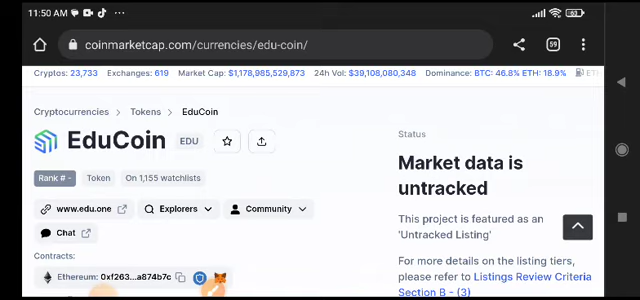 11:50 AM
63
coinmarketcap.com/currencies/edu-coin/
59
Cryptos: 23,733 Exchanges: 619 Market Cap: $1,178,985,529,873 24h Vol: $39,108,080,348 Dominance: BTC: 46.8% ETH: 18.9% ETH
Cryptocurrencies > Tokens > EduCoin
EduCoin EDU
Rank # - Token On 1,155 watchlists
www.edu.one Explorers Community
Chat
Contracts:
Ethereum: 0xf263...a874b7c
Status
Market data is
untracked
This project is featured as an
'Untracked Listing'
For more details on the listing tiers,
please refer to Listings Review Criteria
Section B - (3)